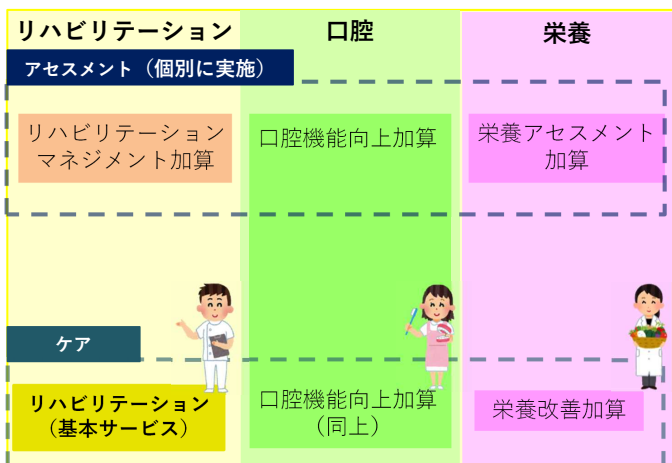 リハビリテーション
口腔
栄養
アセスメント（個別に実施）
リハビリテーション
マネジメント加算
口腔機能向上加算
栄養アセスメント
加算
ケア
リハビリテーション
（基本サービス）
口腔機能向上加算
（同上）
栄養改善加算